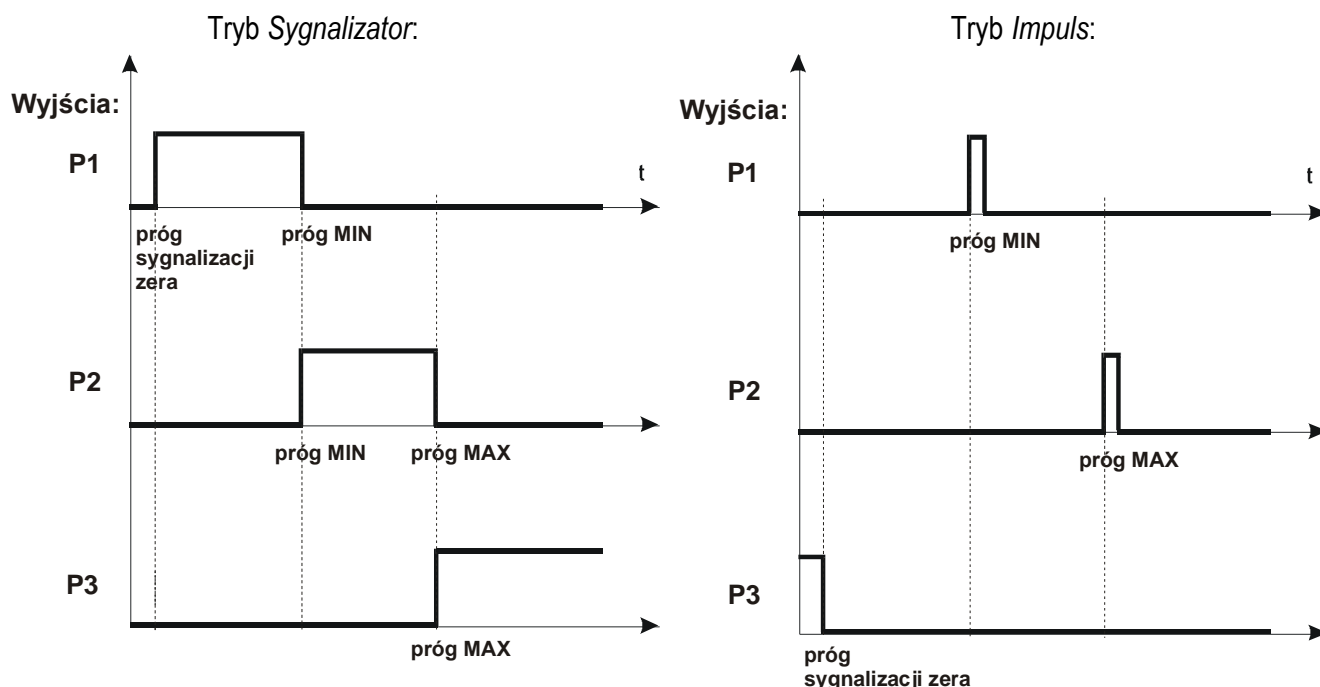 Tryb Sygnalizator:
Wyjścia:
P1
t
próg
sygnalizacji
zera
próg MIN
P2
próg MIN
próg MAX
P3
próg MAX
Tryb Impuls:
Wyjścia:
P1
t
próg MIN
P2
próg MAX
P3
próg
sygnalizacji zera